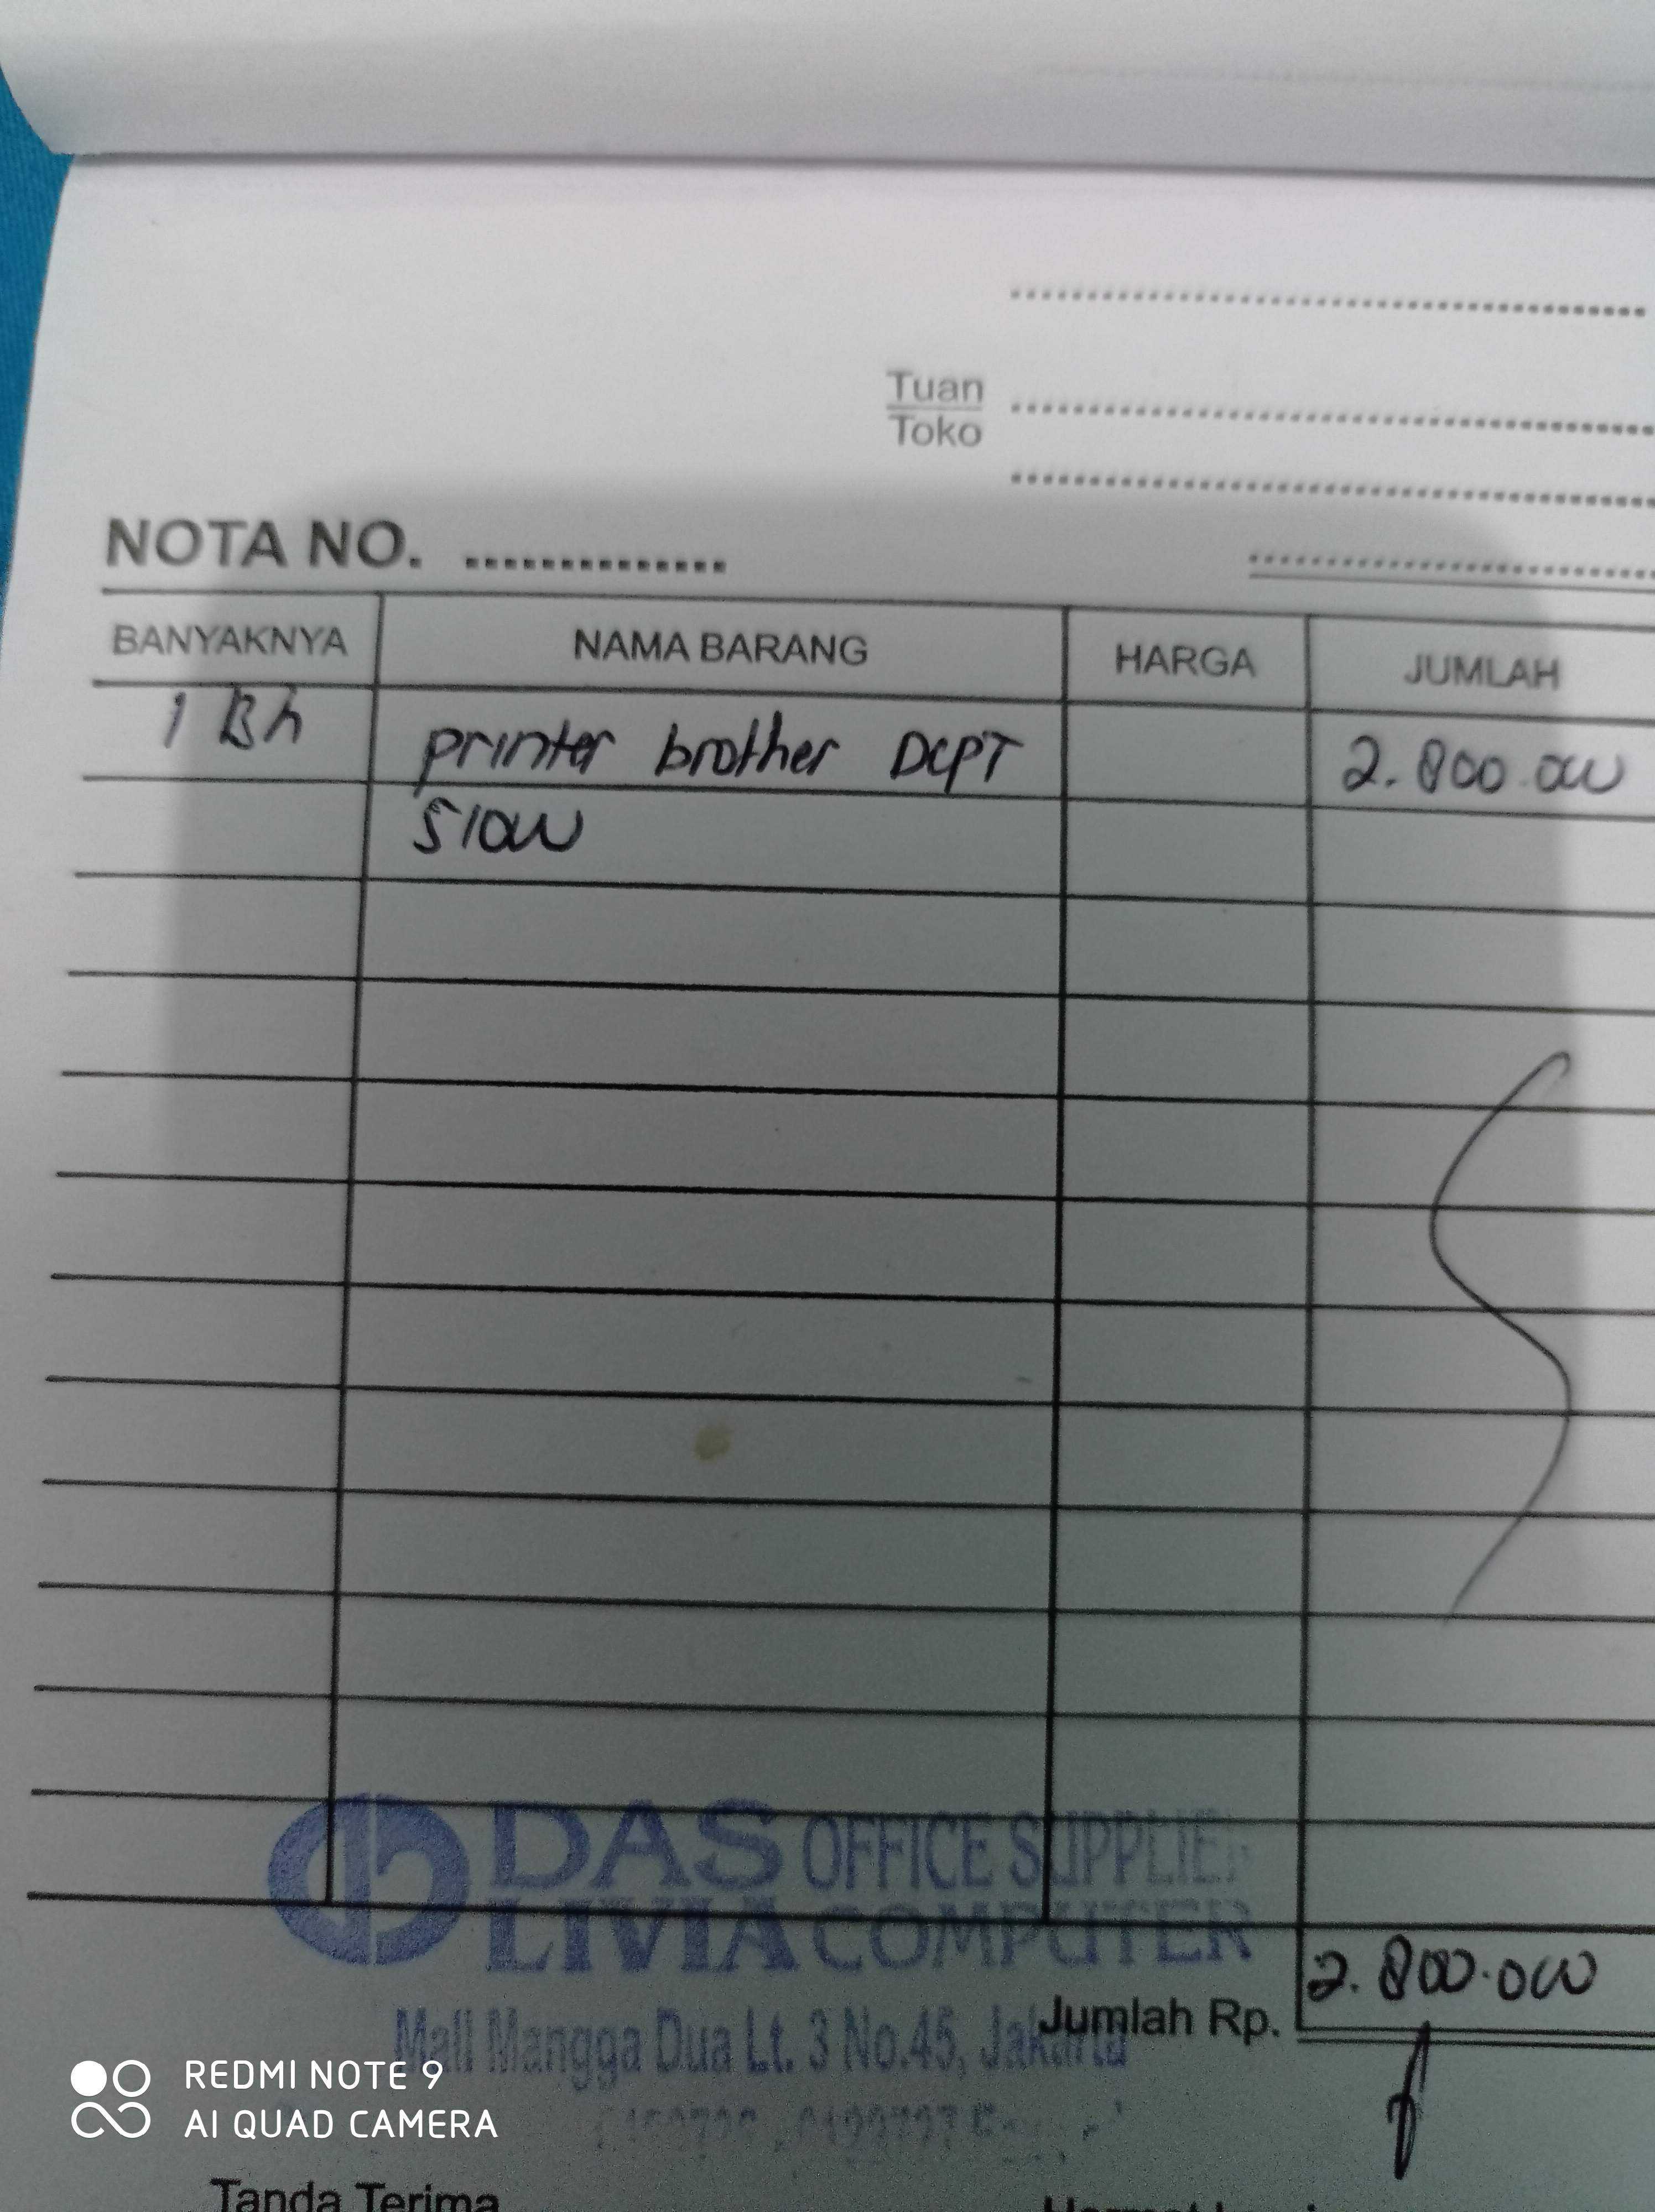 Tuan
Toko
NOTA NO. ..............
BANYAKNYA NAMA BARANG HARGA JUMLAH
1 Bh printer brother DCPT 2.800.000
510W
DAS OFFICE SUPPLIES
LIVIA COMPUTER
2.800.000
Jumlah Rp.
Mall Mangga Dua Lt. 3 No.45, Jakarta
REDMI NOTE 9
AI QUAD CAMERA
Tanda Terima